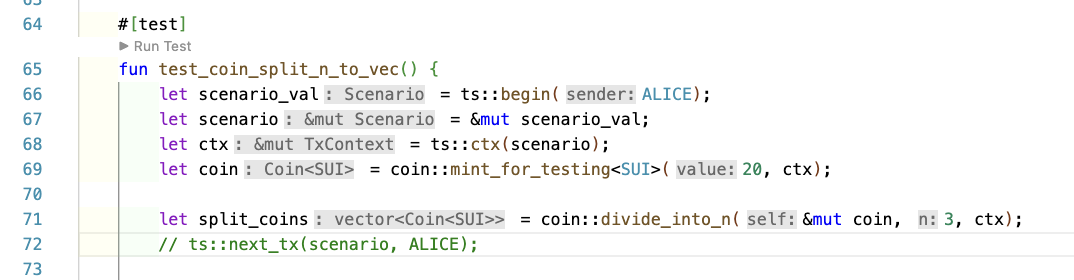 64 #[test]
▶ Run Test
65 fun test_coin_split_n_to_vec() {
66 let scenario_val: Scenario = ts::begin(sender: ALICE);
67 let scenario: &mut Scenario = &mut scenario_val;
68 let ctx: &mut TxContext = ts::ctx(scenario);
69 let coin: Coin<SUI> = coin::mint_for_testing<SUI>(value: 20, ctx);
70
71 let split_coins: vector<Coin<SUI>> = coin::divide_into_n(self: &mut coin, n: 3, ctx);
72 // ts::next_tx(scenario, ALICE);
73